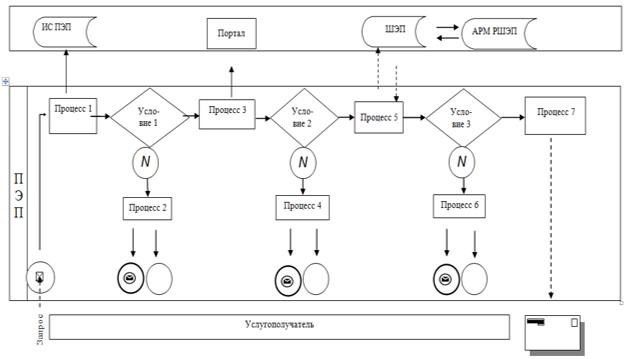 ИС ПЭП
Портал
ШЭП
АРМ РШЭП
Процесс 1
Усло-
вие 1
Процесс 3
Усло-
вие 2
Процесс 5
Усло-
вие 3
Процесс 7
N
N
N
П
Э
П
Процесс 2
Процесс 4
Процесс 6
Запрос
Услугополучатель